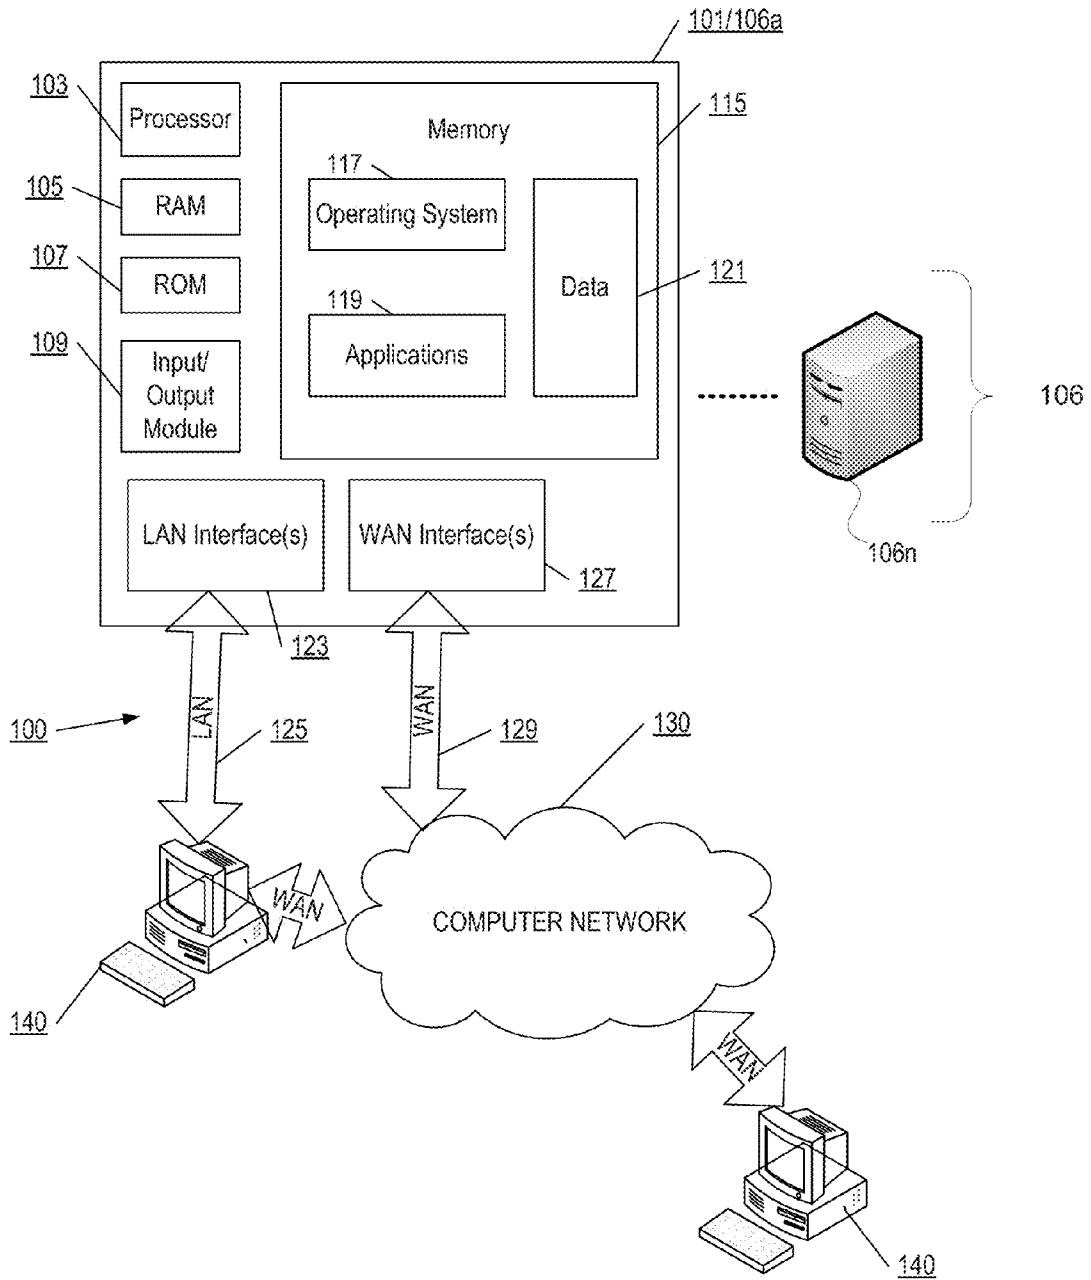 101/106a
103
Processor
115
Memory
117
105
RAM
Operating System
107
ROM
Data
121
119
109
Input/
Output
Module
Applications
106
LAN Interface(s)
WAN Interface(s)
106n
127
123
LAN
WAN
100
125
129
130
WAN
COMPUTER NETWORK
140
WAN
140